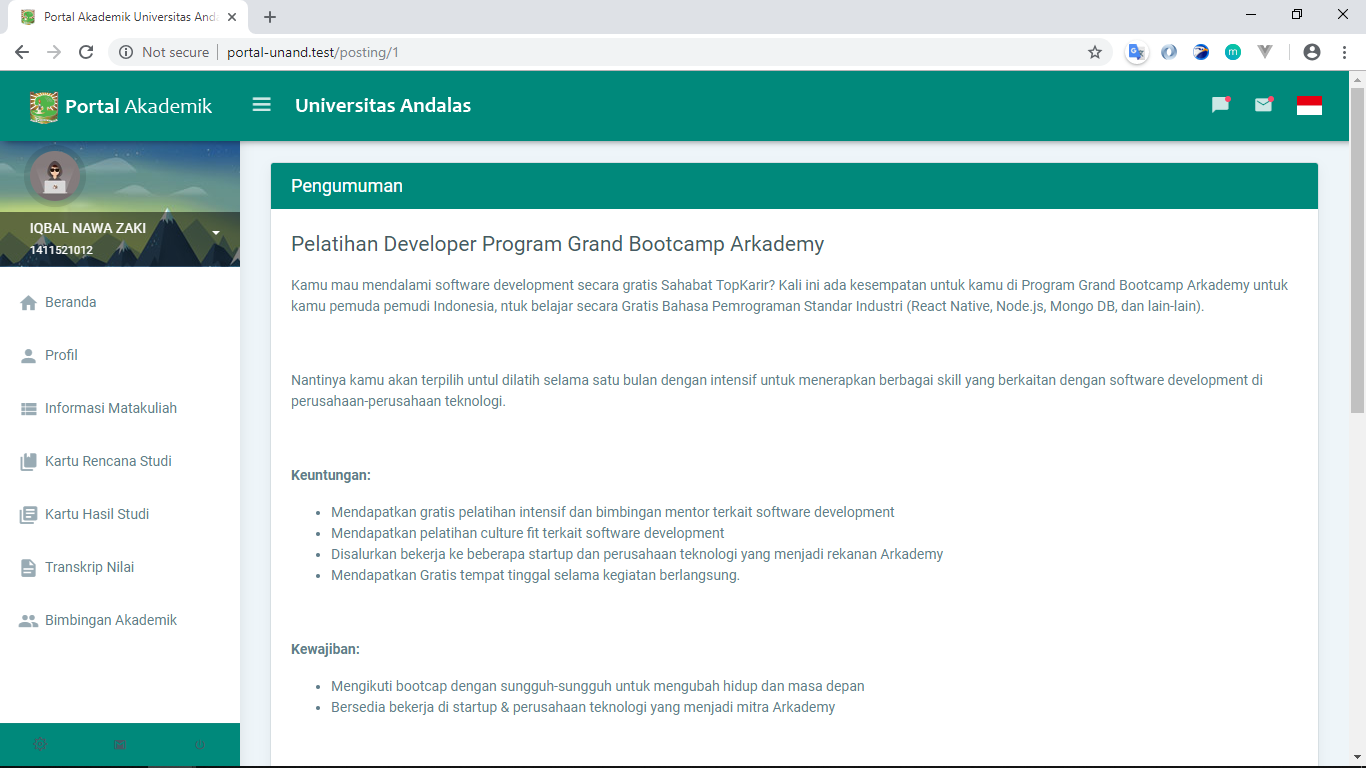 Portal Akademik Universitas Anda
Not secure
portal-unand.test/posting/1
m
Portal Akademik
Universitas Andalas
IQBAL NAWA ZAKI
1411521012
Beranda
Profil
Informasi Matakuliah
Kartu Rencana Studi
Kartu Hasil Studi
Transkrip Nilai
Bimbingan Akademik
Pengumuman
Pelatihan Developer Program Grand Bootcamp Arkademy
Kamu mau mendalami software development secara gratis Sahabat TopKarir? Kali ini ada kesempatan untuk kamu di Program Grand Bootcamp Arkademy untuk
kamu pemuda pemudi Indonesia, ntuk belajar secara Gratis Bahasa Pemrograman Standar Industri (React Native, Node.js, Mongo DB, dan lain-lain).
Nantinya kamu akan terpilih untul dilatih selama satu bulan dengan intensif untuk menerapkan berbagai skill yang berkaitan dengan software development di
perusahaan-perusahaan teknologi.
Keuntungan:
• Mendapatkan gratis pelatihan intensif dan bimbingan mentor terkait software development
• Mendapatkan pelatihan culture fit terkait software development
• Disalurkan bekerja ke beberapa startup dan perusahaan teknologi yang menjadi rekanan Arkademy
• Mendapatkan Gratis tempat tinggal selama kegiatan berlangsung.
Kewajiban:
• Mengikuti bootcap dengan sungguh-sungguh untuk mengubah hidup dan masa depan
• Bersedia bekerja di startup & perusahaan teknologi yang menjadi mitra Arkademy